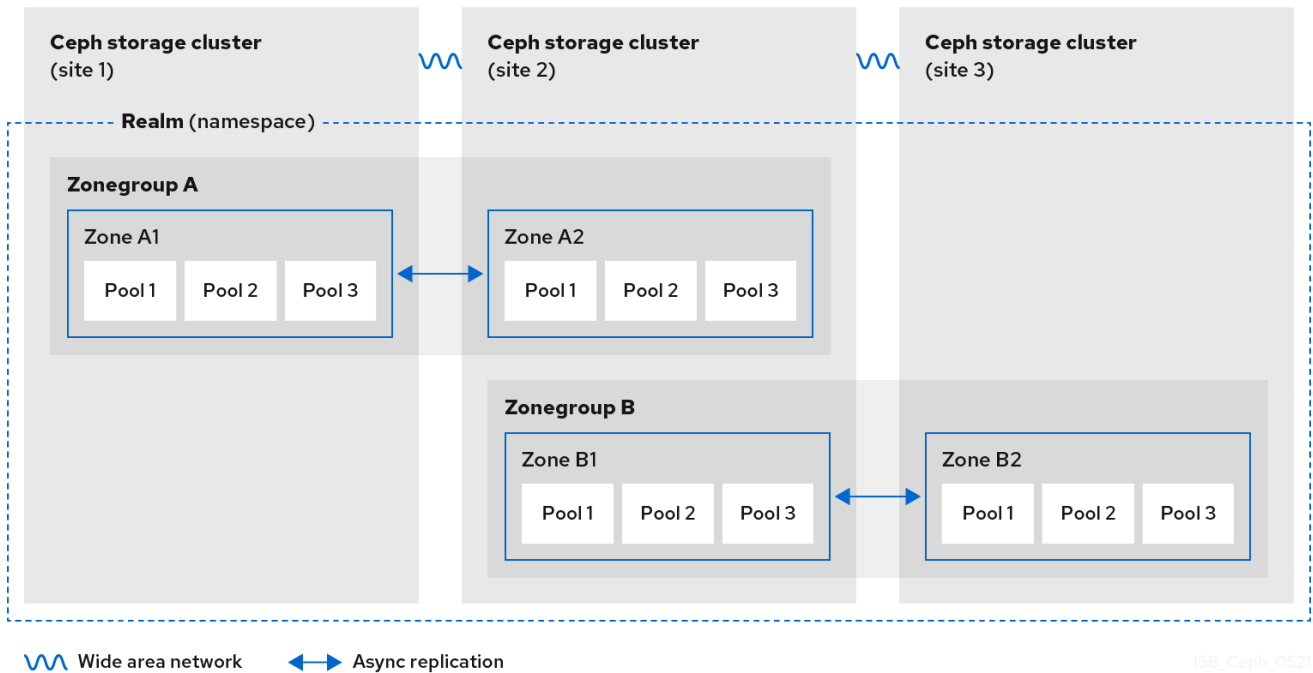 Ceph storage cluster
(site 1)
Ceph storage cluster
(site 2)
Ceph storage cluster
(site 3)
Realm (namespace)
Zonegroup A
Zone A1
Pool 1 Pool 2 Pool 3
Zone A2
Pool 1 Pool 2 Pool 3
Zonegroup B
Zone B1
Pool 1 Pool 2 Pool 3
Zone B2
Pool 1 Pool 2 Pool 3
Wide area network
Async replication
158_Ceph_0521